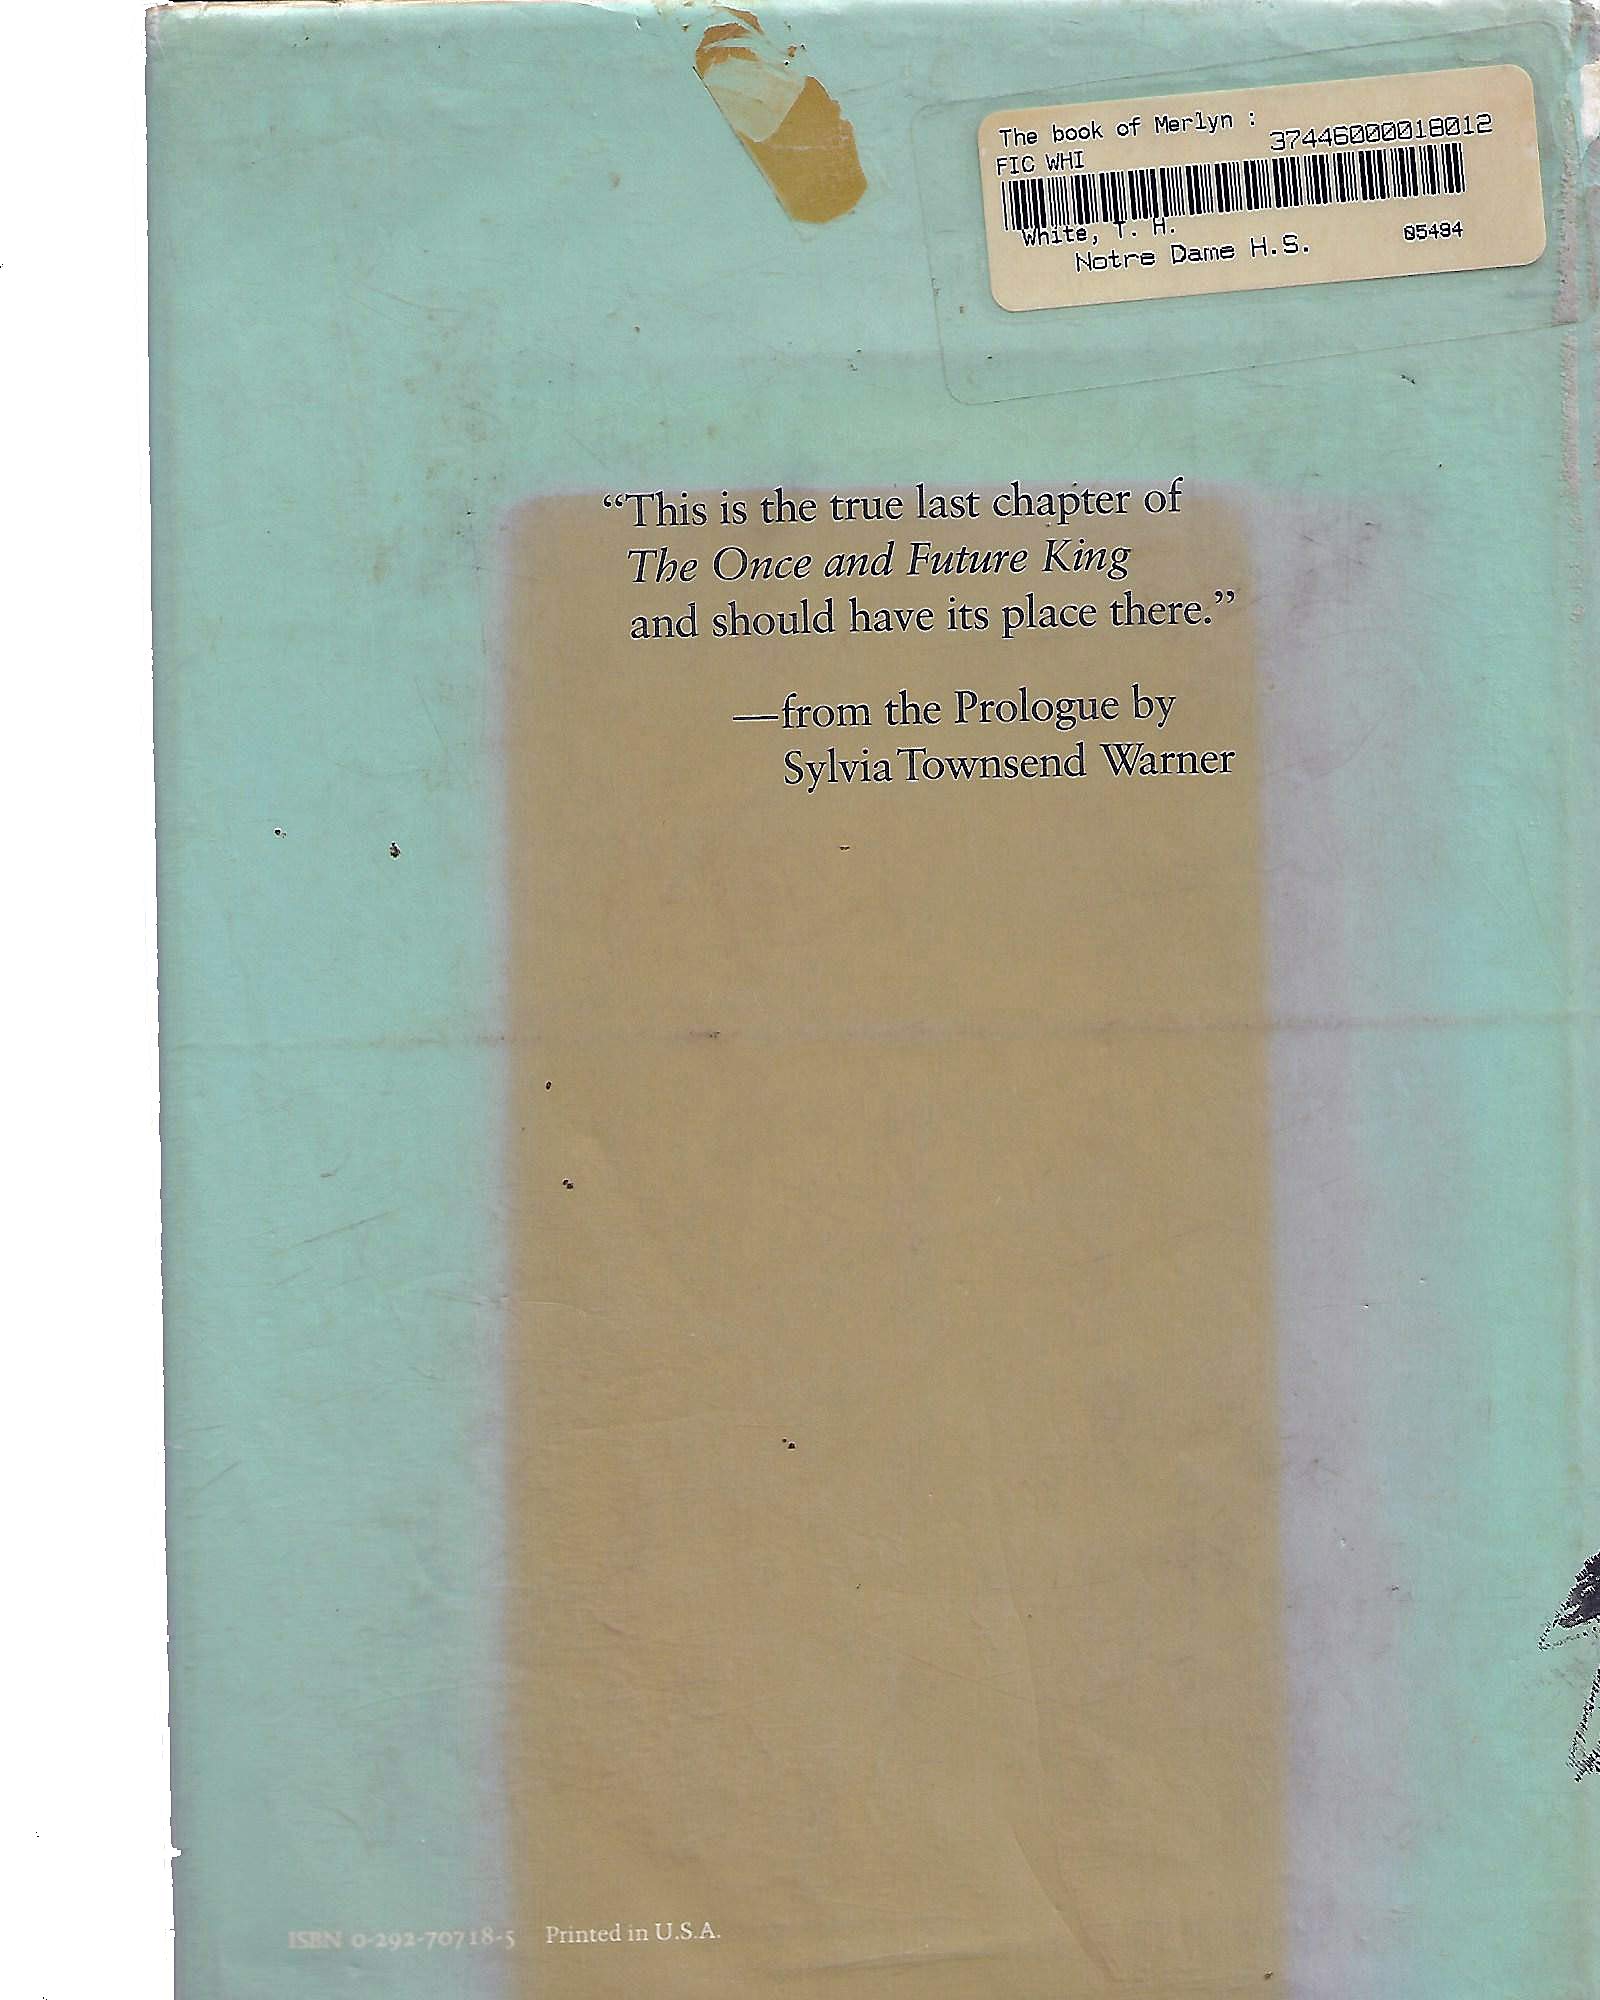 The book of Merlyn :
37446000018012
FIC WHI
White, T. H.
05494
Notre Dame H.S.
“This is the true last chapter of
The Once and Future King
and should have its place there.”
—from the Prologue by
Sylvia Townsend Warner
ISBN 0-292-70718-5 Printed in U.S.A.